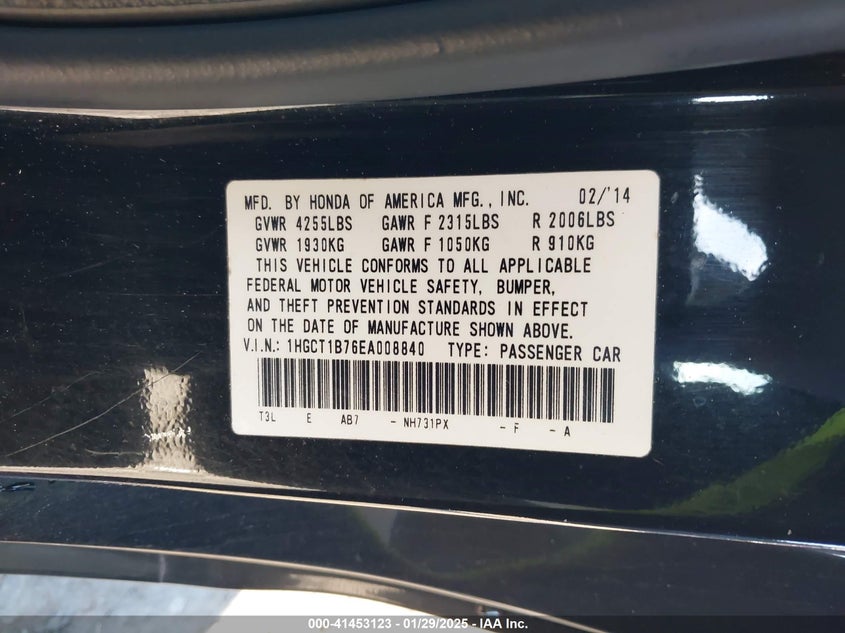 MFD. BY HONDA OF AMERICA MFG., INC. 02/'14
GVWR 4255LBS GAWR F 2315LBS R 2006LBS
GVWR 1930KG GAWR F 1050KG R 910KG
THIS VEHICLE CONFORMS TO ALL APPLICABLE
FEDERAL MOTOR VEHICLE SAFETY, BUMPER,
AND THEFT PREVENTION STANDARDS IN EFFECT
ON THE DATE OF MANUFACTURE SHOWN ABOVE.
V.I.N.: 1HGCT1B76EA008840 TYPE: PASSENGER CAR
T3L E AB7 - NH731PX - F - A
000-41453123 - 01/29/2025 - IAA Inc.